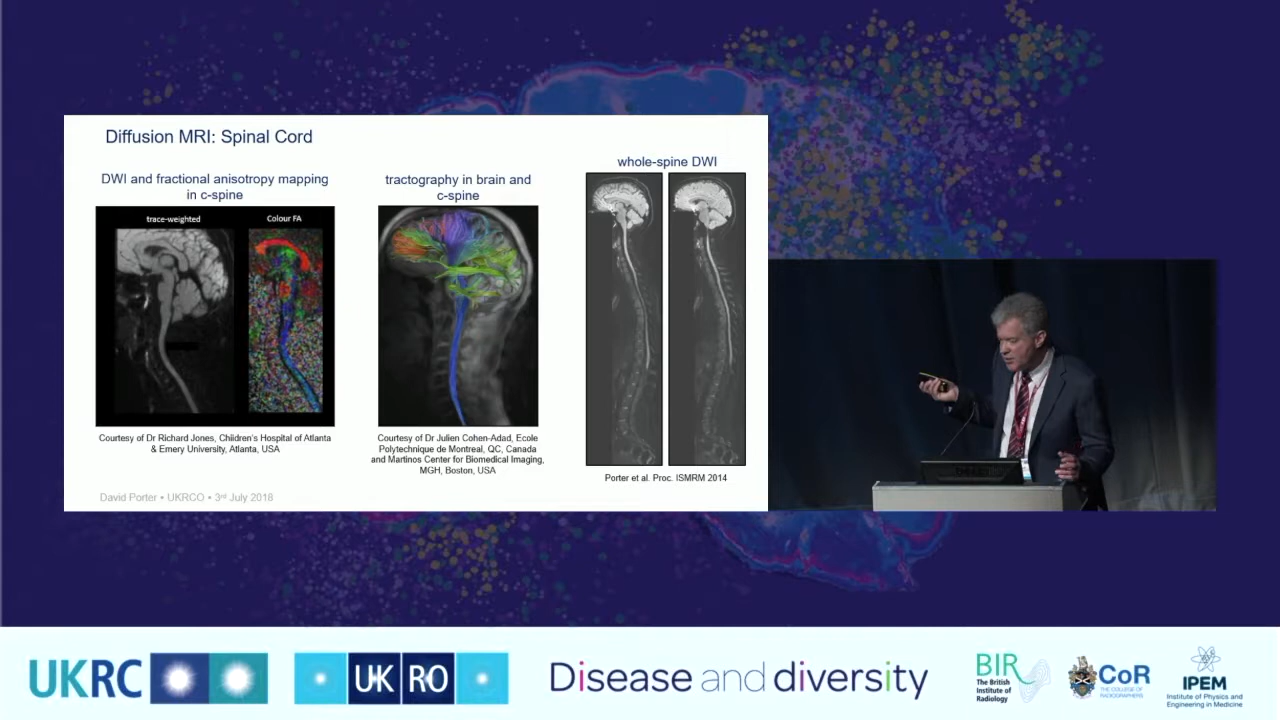 Diffusion MRI: Spinal Cord
DWI and fractional anisotropy mapping
in c-spine
trace-weighted
Colour FA
Courtesy of Dr Richard Jones, Children's Hospital of Atlanta
& Emery University, Atlanta, USA
tractography in brain and
c-spine
Courtesy of Dr Julien Cohen-Adad, Ecole
Polytechnique de Montreal, QC, Canada
and Martinos Center for Biomedical Imaging,
MGH, Boston, USA
whole-spine DWI
Porter et al. Proc. ISMRM 2014
David Porter • UKRCO • 3rd July 2018
UKRC
UK RO
Disease and diversity
BIR
The British
Institute of
Radiology
CoR
THE COLLEGE OF
RADIOGRAPHERS
IPEM
Institute of Physics and
Engineering in Medicine